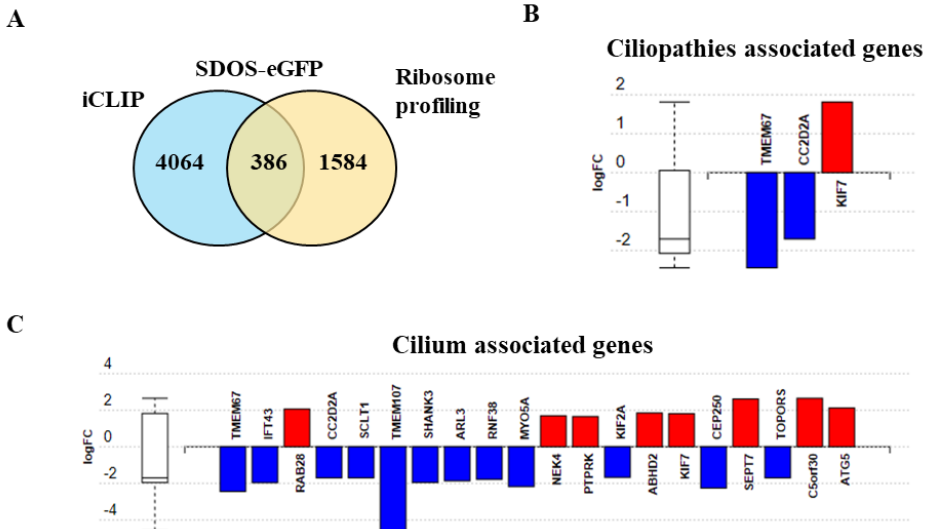 A
SDOS-eGFP
iCLIP
Ribosome
profiling
4064
386
1584
B
Ciliopathies associated genes
logFC
2
1
0
-1
-2
TMEM67
CC2D2A
KIF7
C
Cilium associated genes
logFC
4
2
0
-2
-4
TMEM67
IFT43
RAB28
CC2D2A
SCLT1
TMEM107
SHANK3
ARL3
RNF38
MYO5A
NEK4
PTPRK
KIF2A
ABHD2
KIF7
CEP250
SEPT7
TOPORS
C5orf30
ATG5